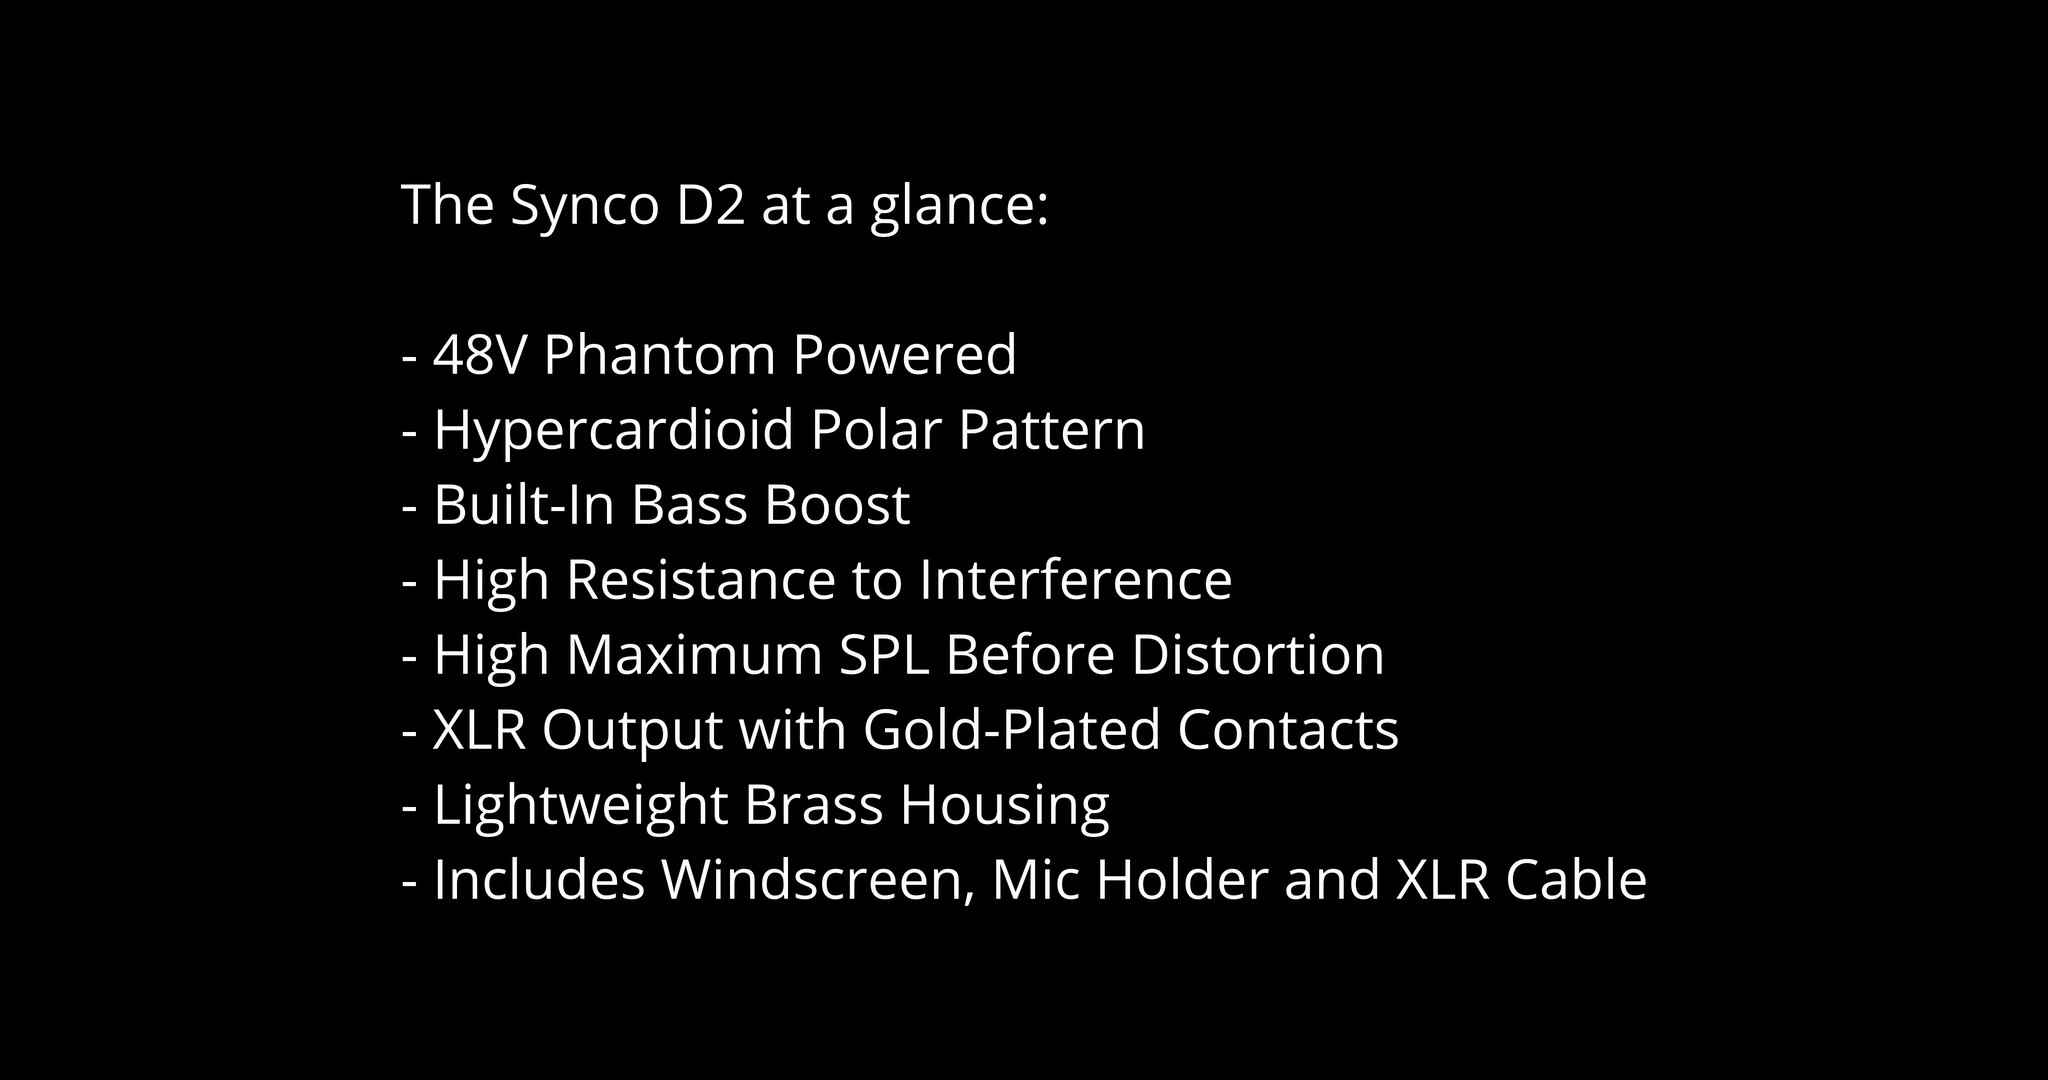 The Synco D2 at a glance:
- 48V Phantom Powered
- Hypercardioid Polar Pattern
- Built-In Bass Boost
- High Resistance to Interference
- High Maximum SPL Before Distortion
- XLR Output with Gold-Plated Contacts
- Lightweight Brass Housing
- Includes Windscreen, Mic Holder and XLR Cable